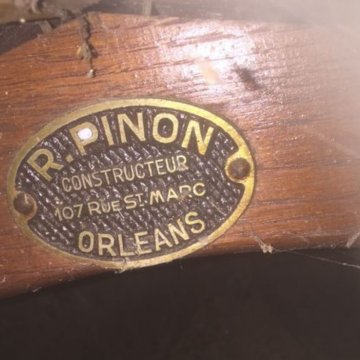 R. PINON
CONSTRUCTEUR
107 RUE ST. MARC
ORLEANS